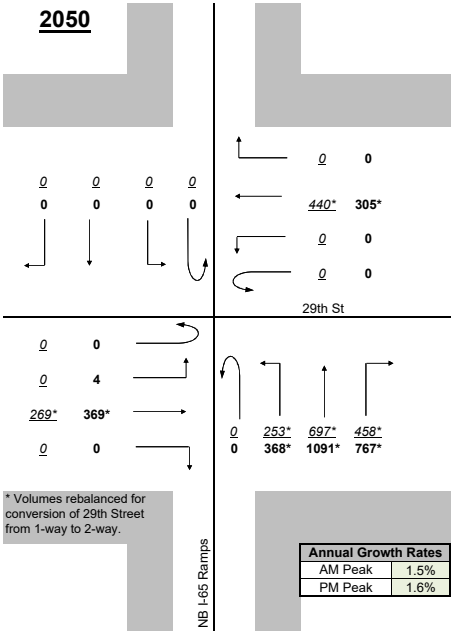 2050
0 0
440* 305*
0 0
0 0
0 0 0 0
0 0 0 0
29th St
0 0
0 4
269* 369*
0 0
0 253* 697* 458*
0 368* 1091* 767*
* Volumes rebalanced for
conversion of 29th Street
from 1-way to 2-way.
NB I-65 Ramps
Annual Growth Rates
AM Peak 1.5%
PM Peak 1.6%